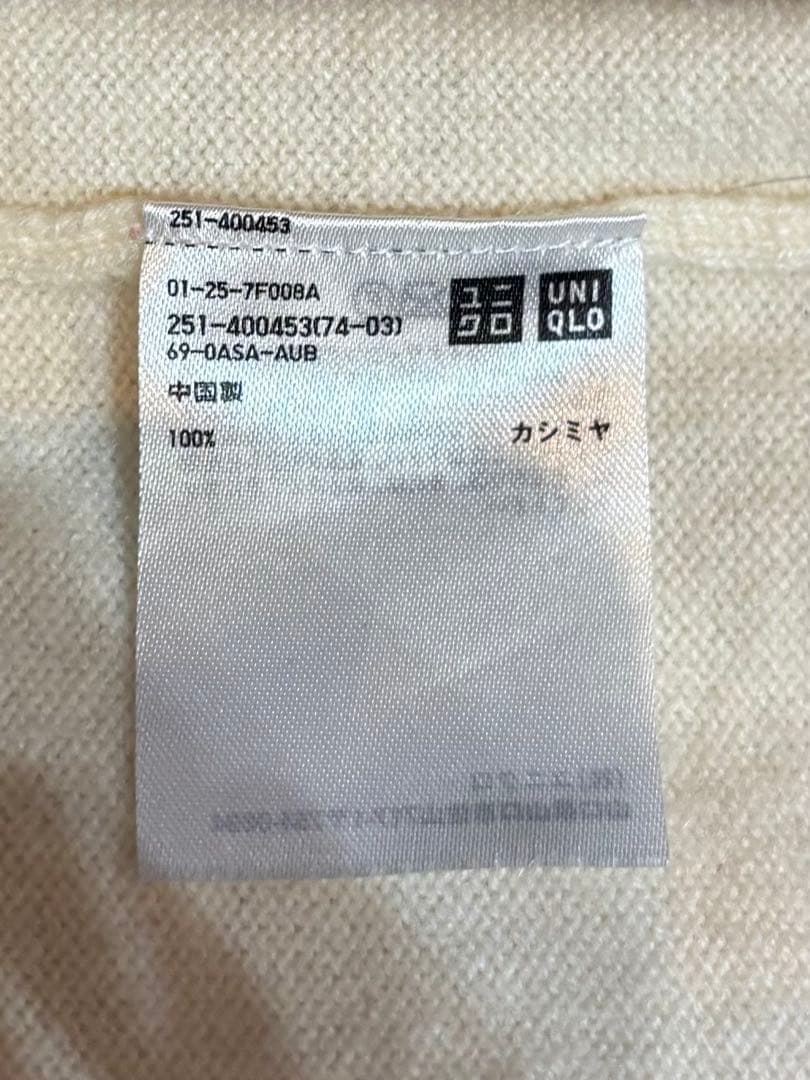 251-400453
01-25-7F008A
251-400453(74-03)
69-0ASA-AUB
ユニクロ
UNIQLO
中国製
100% カシミヤ